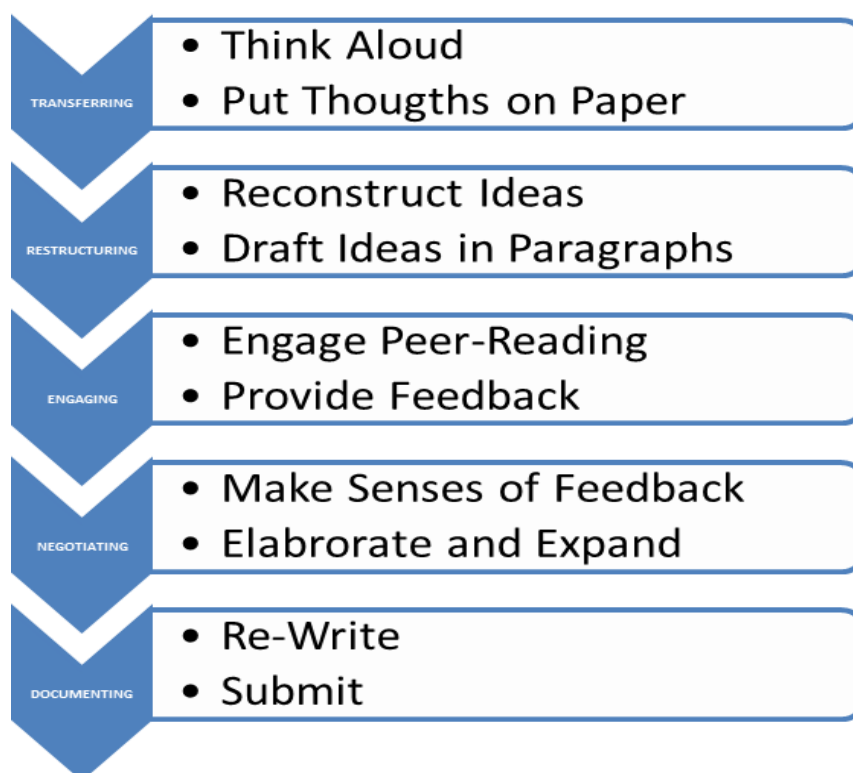 TRANSFERRING
• Think Aloud
• Put Thougths on Paper
RESTRUCTURING
• Reconstruct Ideas
• Draft Ideas in Paragraphs
ENGAGING
• Engage Peer-Reading
• Provide Feedback
NEGOTIATING
• Make Senses of Feedback
• Elabrorate and Expand
DOCUMENTING
• Re-Write
• Submit